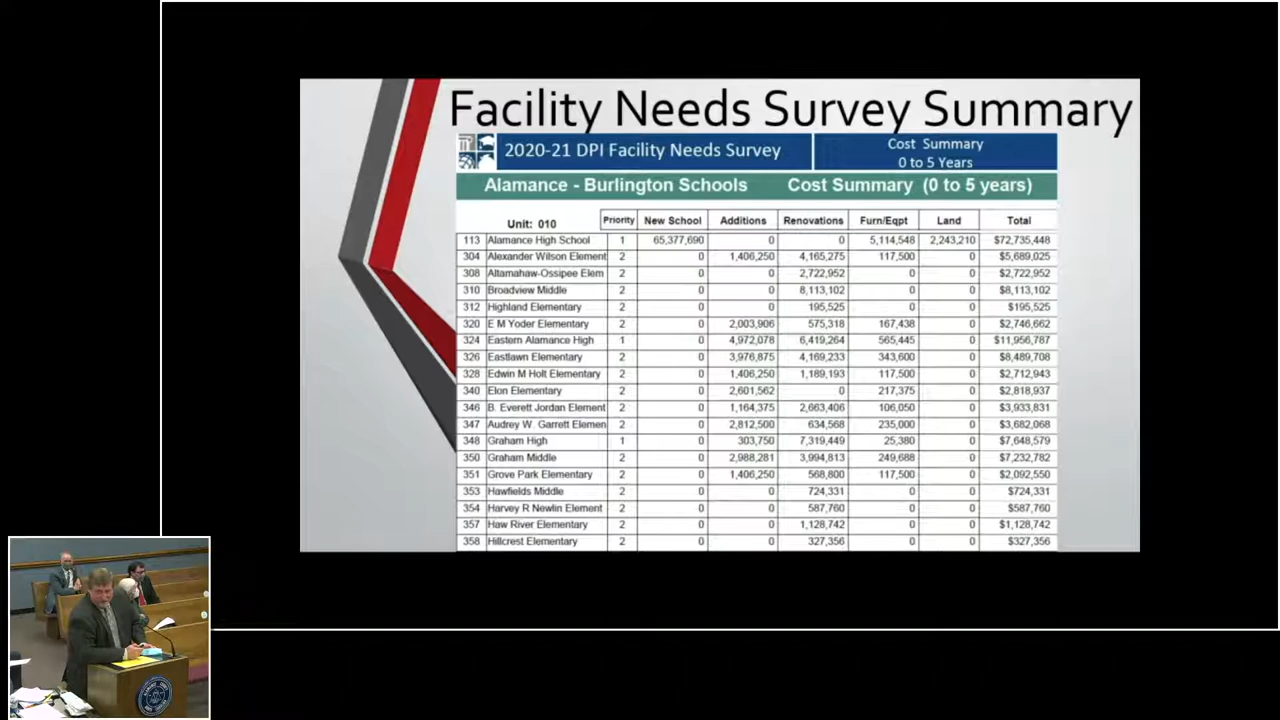 Facility Needs Survey Summary
2020-21 DPI Facility Needs Survey
Cost Summary
0 to 5 Years
Alamance - Burlington Schools Cost Summary (0 to 5 years)
Unit: 010 Priority New School Additions Renovations Furn/Eqpt Land Total
113 Alamance High School 1 65,377,690 0 0 5,114,548 2,243,210 $72,735,448
304 Alexander Wilson Element 2 0 1,406,250 4,165,275 117,500 0 $5,689,025
308 Altamahaw-Ossipee Elem 2 0 0 2,722,952 0 0 $2,722,952
310 Broadview Middle 2 0 0 8,113,102 0 0 $8,113,102
312 Highland Elementary 2 0 0 195,525 0 0 $195,525
320 E M Yoder Elementary 2 0 2,003,906 575,318 167,438 0 $2,746,662
324 Eastern Alamance High 1 0 4,972,078 6,419,264 565,445 0 $11,956,787
326 Eastlawn Elementary 2 0 3,976,875 4,169,233 343,600 0 $8,489,708
328 Edwin M Holt Elementary 2 0 1,406,250 1,189,193 117,500 0 $2,712,943
340 Elon Elementary 2 0 2,601,562 0 217,375 0 $2,818,937
346 B. Everett Jordan Element 2 0 1,164,375 2,663,406 106,050 0 $3,933,831
347 Audrey W. Garrett Elemen 2 0 2,812,500 634,568 235,000 0 $3,682,068
348 Graham High 1 0 303,750 7,319,449 25,380 0 $7,648,579
350 Graham Middle 2 0 2,988,281 3,994,813 249,688 0 $7,232,782
351 Grove Park Elementary 2 0 1,406,250 568,800 117,500 0 $2,092,550
353 Hawfields Middle 2 0 0 724,331 0 0 $724,331
354 Harvey R Newlin Element 2 0 0 587,760 0 0 $587,760
357 Haw River Elementary 2 0 0 1,128,742 0 0 $1,128,742
358 Hillcrest Elementary 2 0 0 327,356 0 0 $327,356